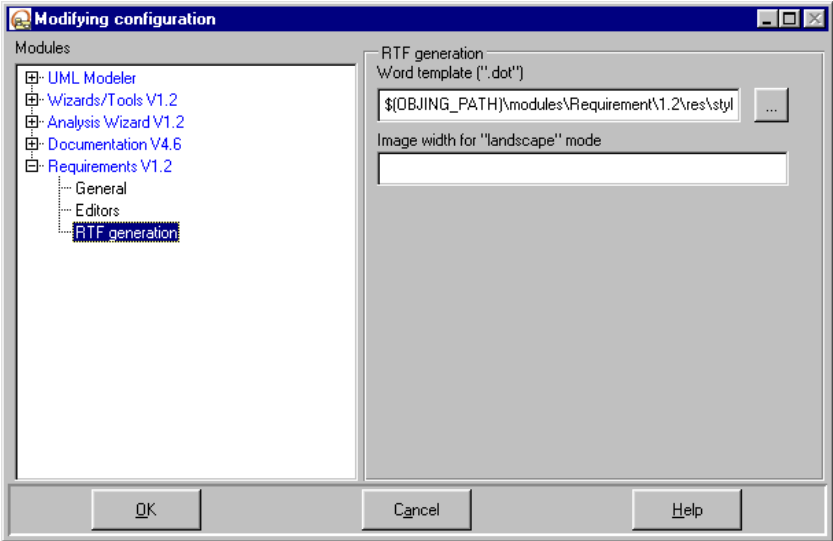 Modifying configuration
Modules
UML Modeler
Wizards/Tools V1.2
Analysis Wizard V1.2
Documentation V4.6
Requirements V1.2
General
Editors
RTF generation
RTF generation
Word template (".dot")
$(OBJING_PATH)\modules\Requirement\1.2\res\styl
...
Image width for "landscape" mode
OK
Cancel
Help